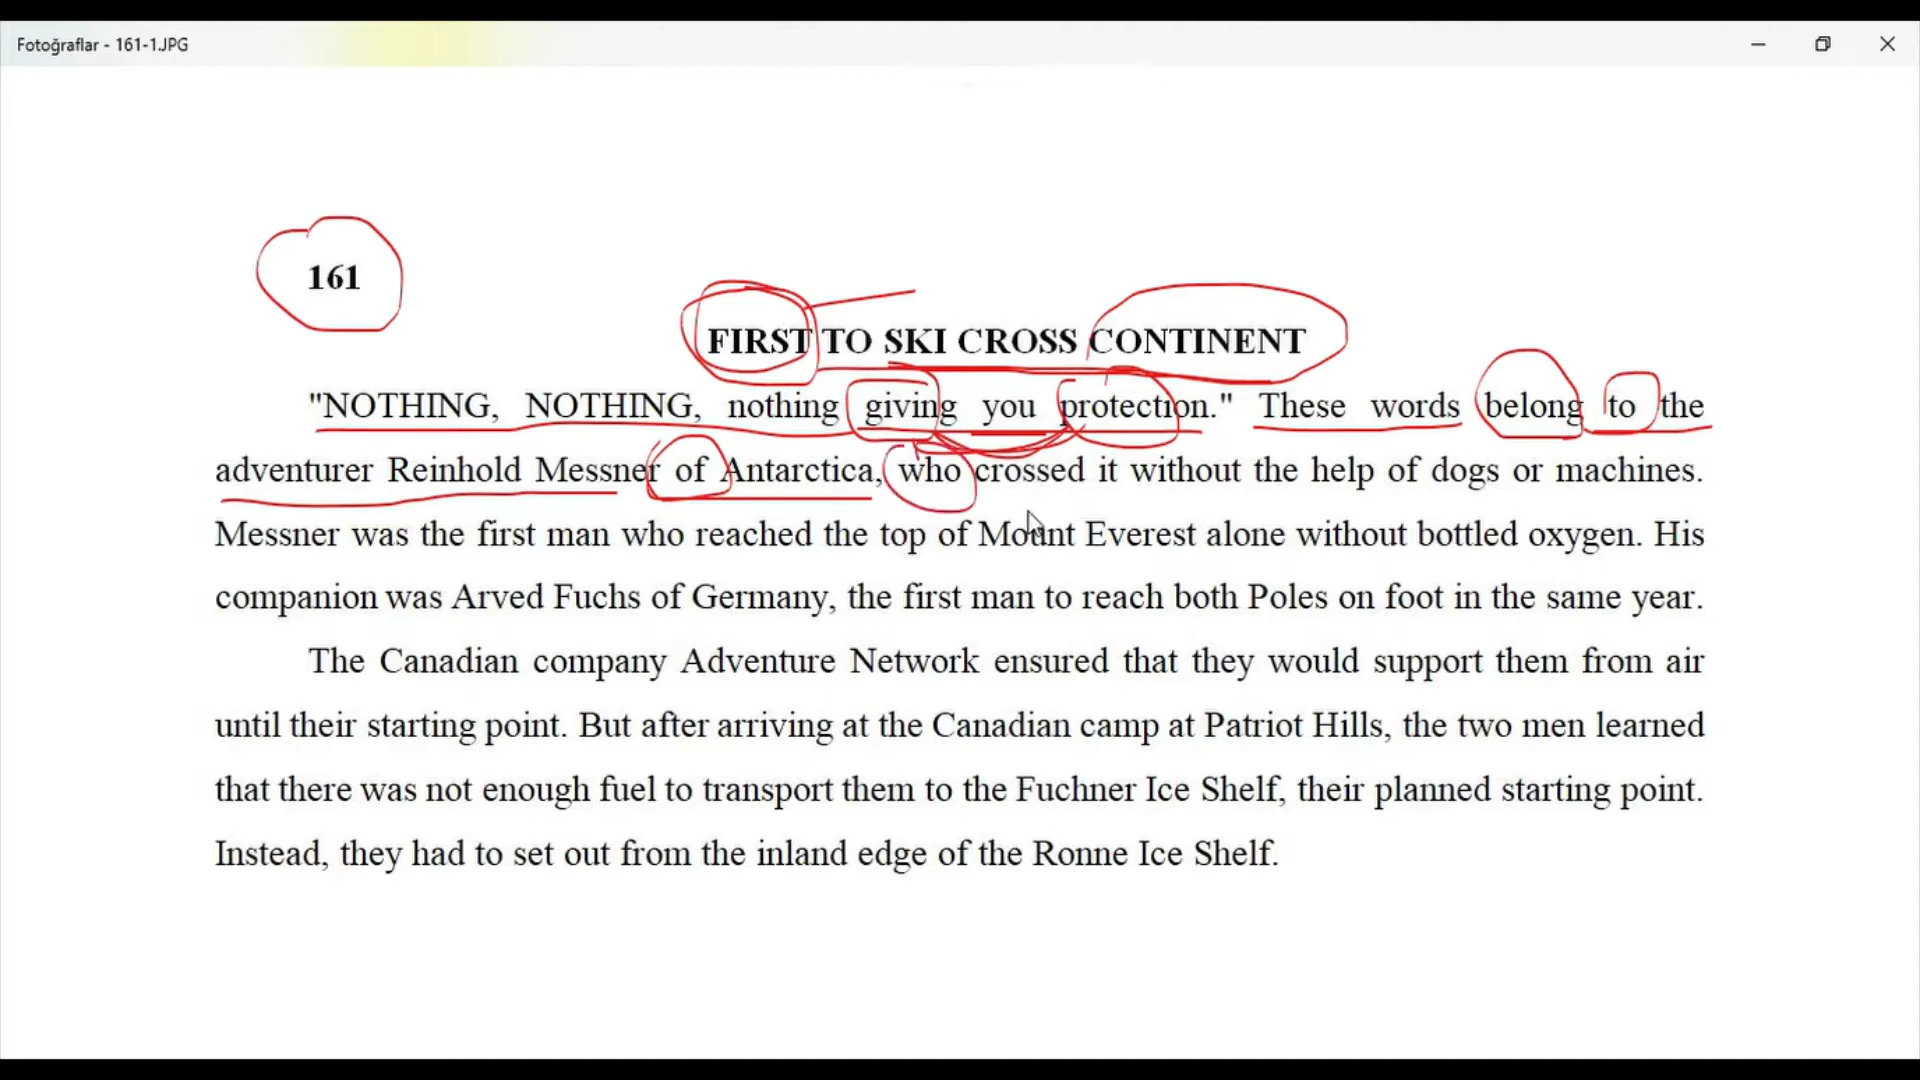 Fotoğraflar - 161-1.JPG
161
FIRST TO SKI CROSS CONTINENT
"NOTHING, NOTHING, nothing giving you protection." These words belong to the
adventurer Reinhold Messner of Antarctica, who crossed it without the help of dogs or machines.
Messner was the first man who reached the top of Mount Everest alone without bottled oxygen. His
companion was Arved Fuchs of Germany, the first man to reach both Poles on foot in the same year.
The Canadian company Adventure Network ensured that they would support them from air
until their starting point. But after arriving at the Canadian camp at Patriot Hills, the two men learned
that there was not enough fuel to transport them to the Fuchner Ice Shelf, their planned starting point.
Instead, they had to set out from the inland edge of the Ronne Ice Shelf.